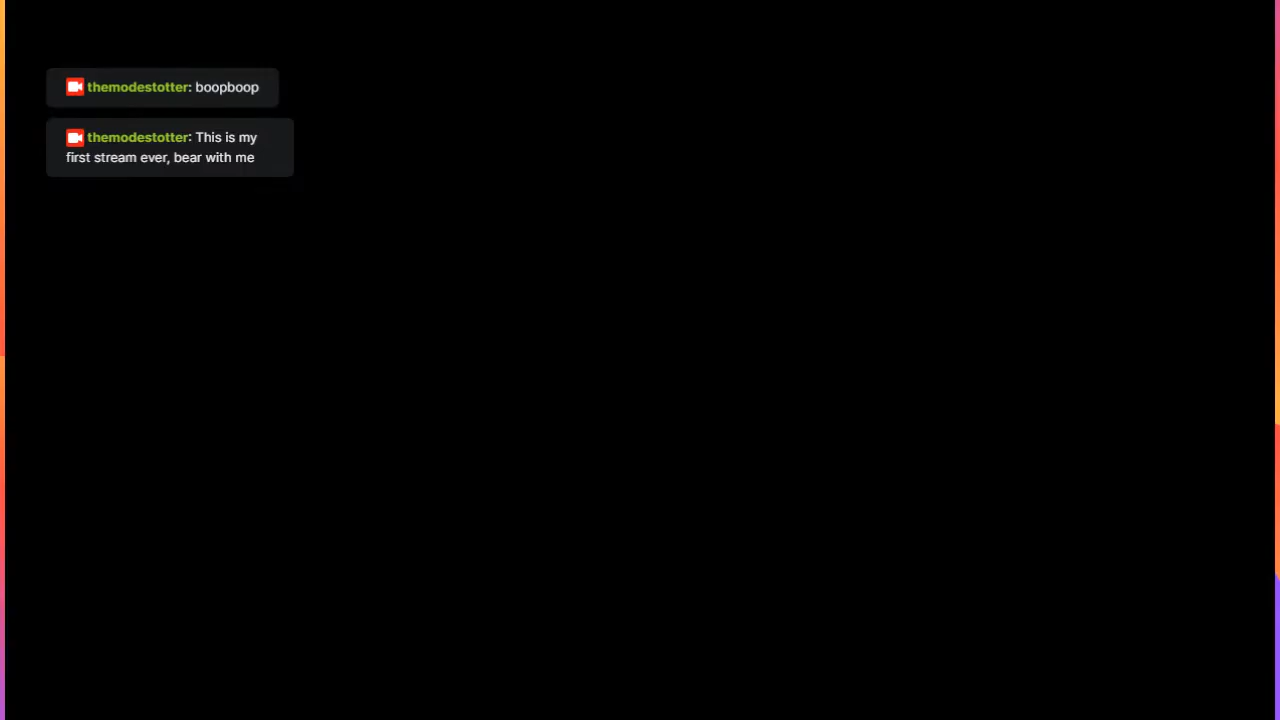 themodestotter: boopboop
themodestotter: This is my
first stream ever, bear with me